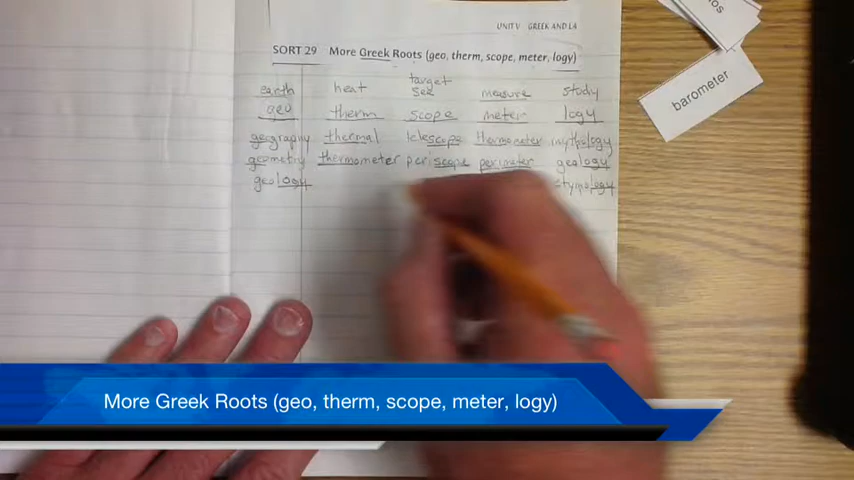 os
UNIT V GREEK AND LA
SORT 29 More Greek Roots (geo, therm, scope, meter, logy)
earth heat target see measure study
geo therm scope meter logy
geography thermal telescope thermometer mythology
geometry thermometer periscope perimeter geology
geology etymology
barometer
More Greek Roots (geo, therm, scope, meter, logy)